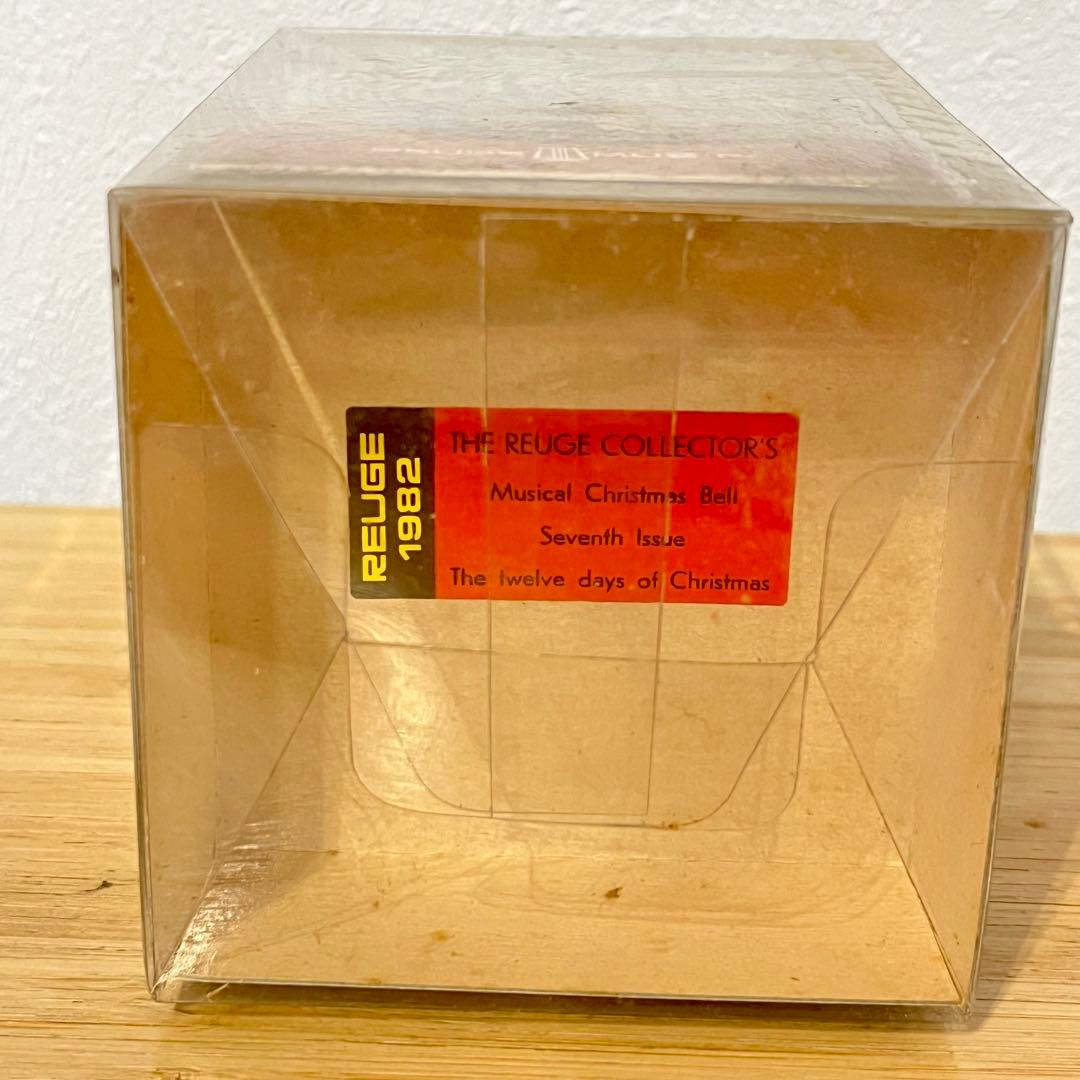 REUGE
1982
THE REUGE COLLECTOR'S
Musical Christmas Bell
Seventh Issue
The twelve days of Christmas